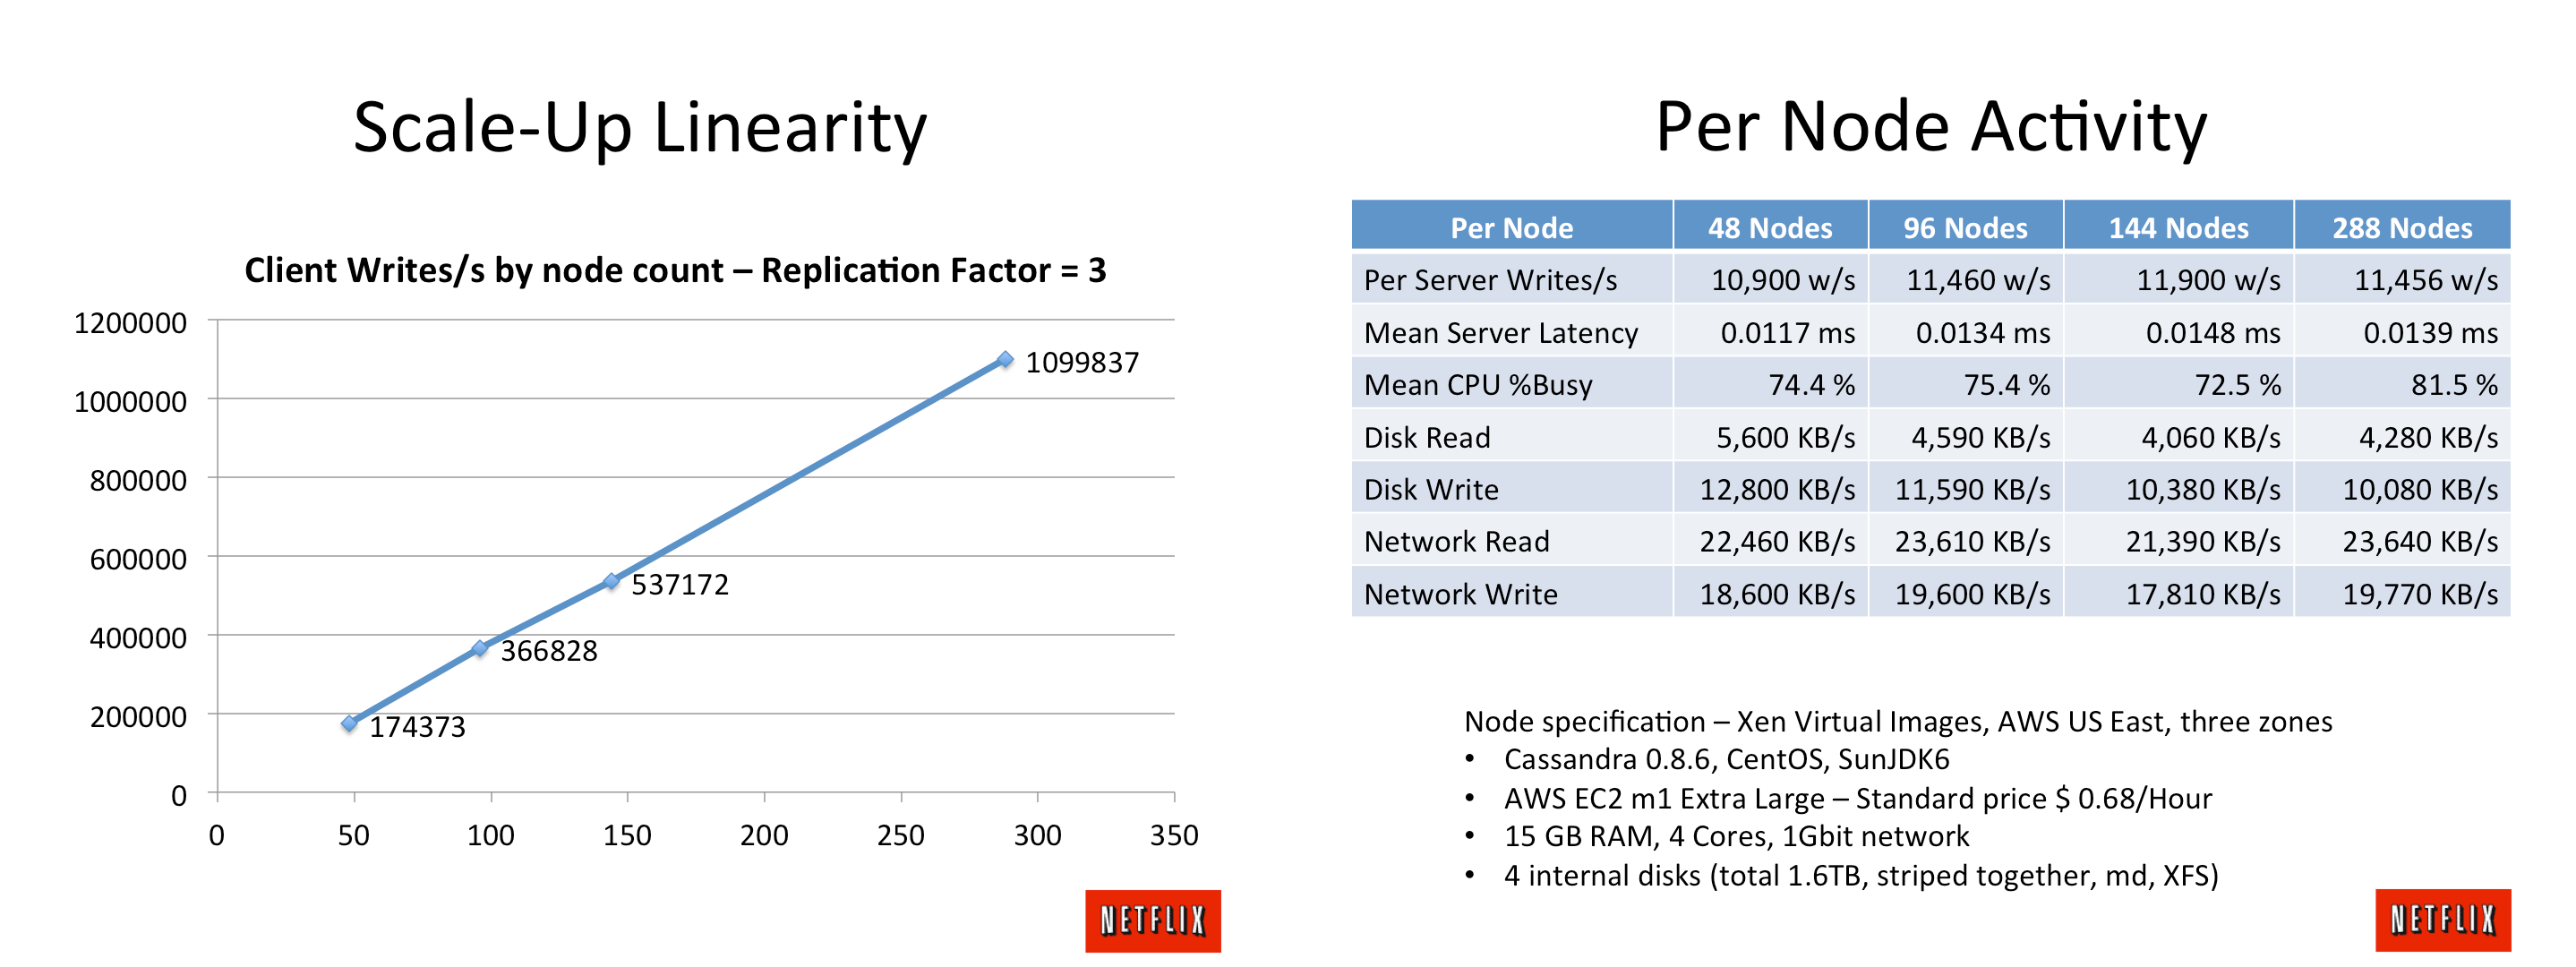 Scale-Up Linearity
Client Writes/s by node count – Replication Factor = 3
1200000
1000000
800000
600000
400000
200000
0
1099837
537172
366828
174373
0 50 100 150 200 250 300 350
NETFLIX
Per Node Activity
Per Node 48 Nodes 96 Nodes 144 Nodes 288 Nodes
Per Server Writes/s 10,900 w/s 11,460 w/s 11,900 w/s 11,456 w/s
Mean Server Latency 0.0117 ms 0.0134 ms 0.0148 ms 0.0139 ms
Mean CPU %Busy 74.4 % 75.4 % 72.5 % 81.5 %
Disk Read 5,600 KB/s 4,590 KB/s 4,060 KB/s 4,280 KB/s
Disk Write 12,800 KB/s 11,590 KB/s 10,380 KB/s 10,080 KB/s
Network Read 22,460 KB/s 23,610 KB/s 21,390 KB/s 23,640 KB/s
Network Write 18,600 KB/s 19,600 KB/s 17,810 KB/s 19,770 KB/s
Node specification – Xen Virtual Images, AWS US East, three zones
• Cassandra 0.8.6, CentOS, SunJDK6
• AWS EC2 m1 Extra Large – Standard price $ 0.68/Hour
• 15 GB RAM, 4 Cores, 1Gbit network
• 4 internal disks (total 1.6TB, striped together, md, XFS)
NETFLIX